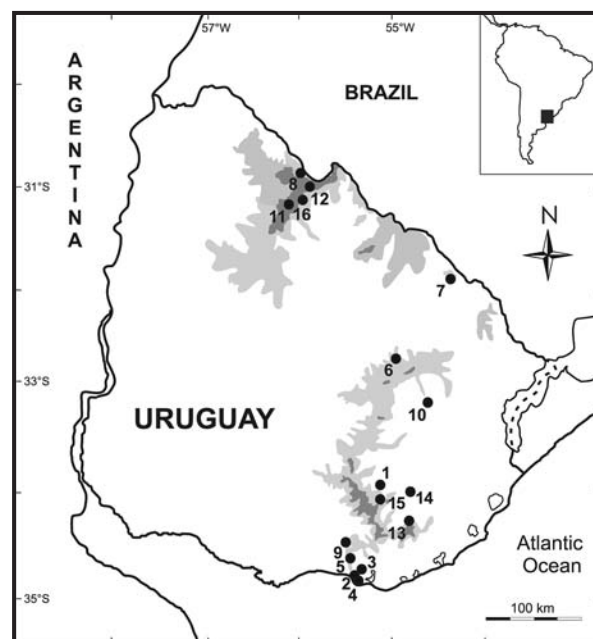 57°W
55°W
ARGENTINA
BRAZIL
31°S
8
12
11
16
N
7
6
33°S
10
URUGUAY
1
15
14
13
9
5
3
2
4
Atlantic
Ocean
35°S
100 km